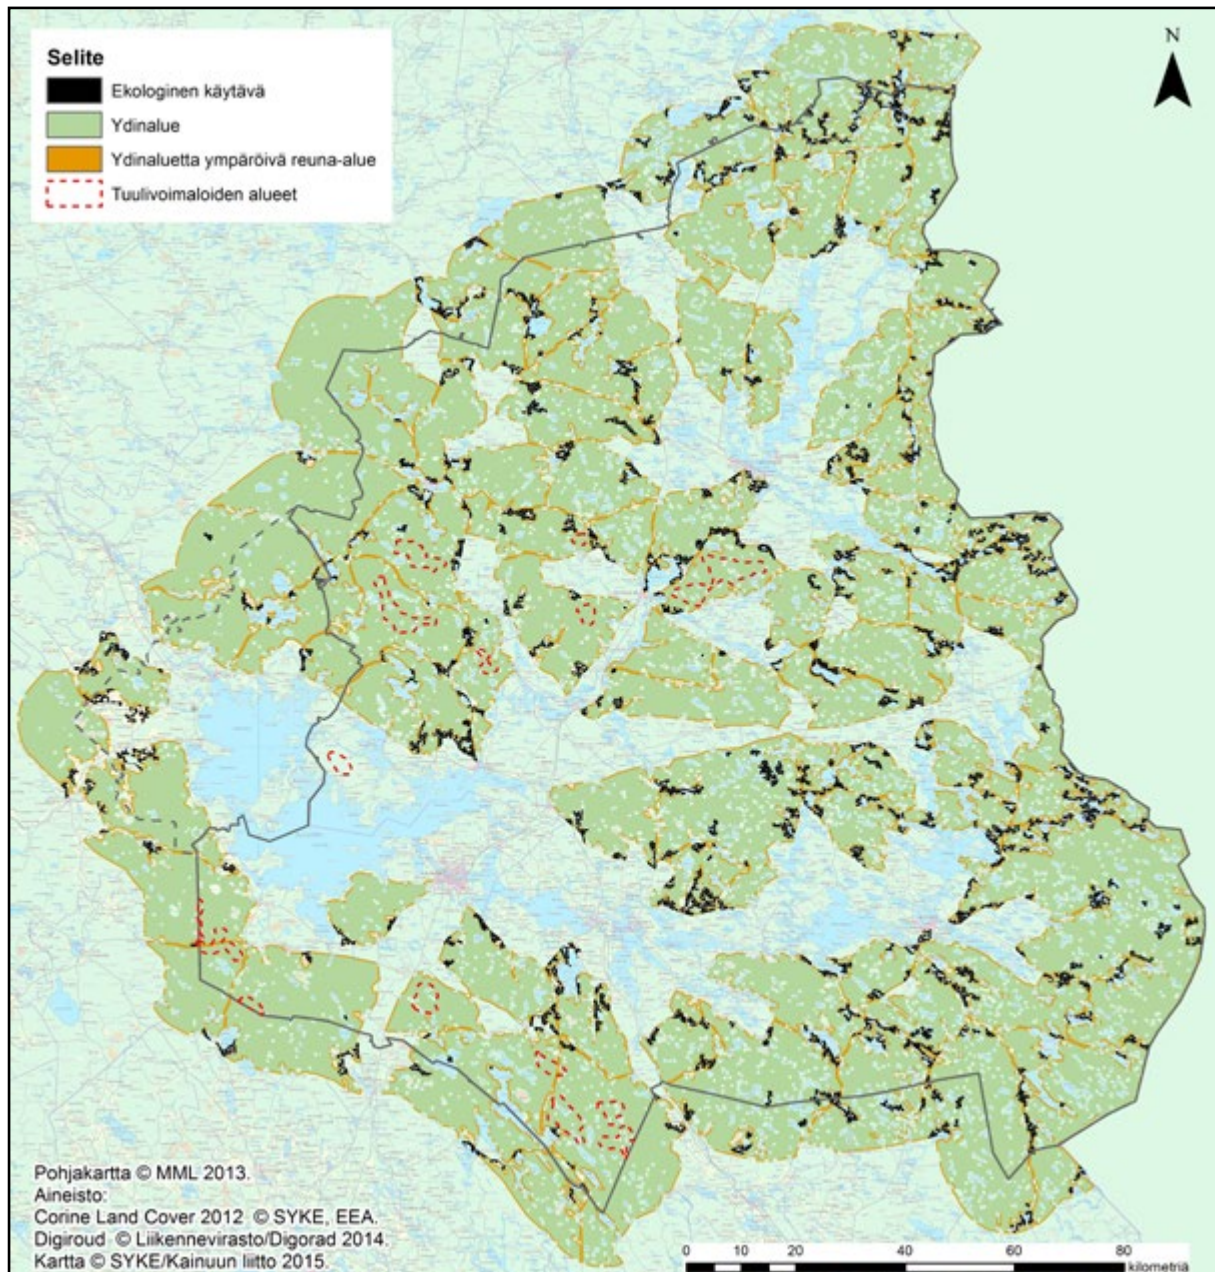 Selite
Ekologinen käytävä
Ydinalue
Ydinaluetta ympäröivä reuna-alue
Tuulivoimaloiden alueet
N
Pohjakartta © MML 2013.
Aineisto:
Corine Land Cover 2012 © SYKE, EEA.
Digiroud © Liikennevirasto/Digorad 2014.
Kartta © SYKE/Kainuun liitto 2015.
0 10 20 40 60 80
kilometriä